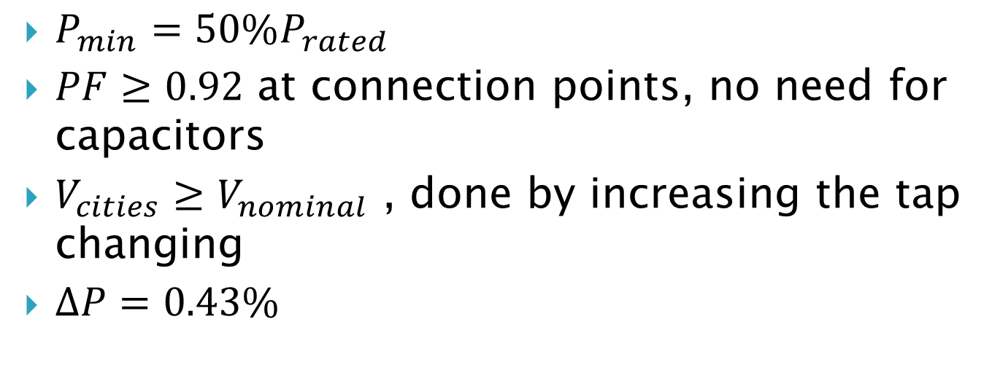 P_min = 50%P_rated
PF ≥ 0.92 at connection points, no need for
capacitors
V_cities ≥ V_nominal , done by increasing the tap
changing
ΔP = 0.43%